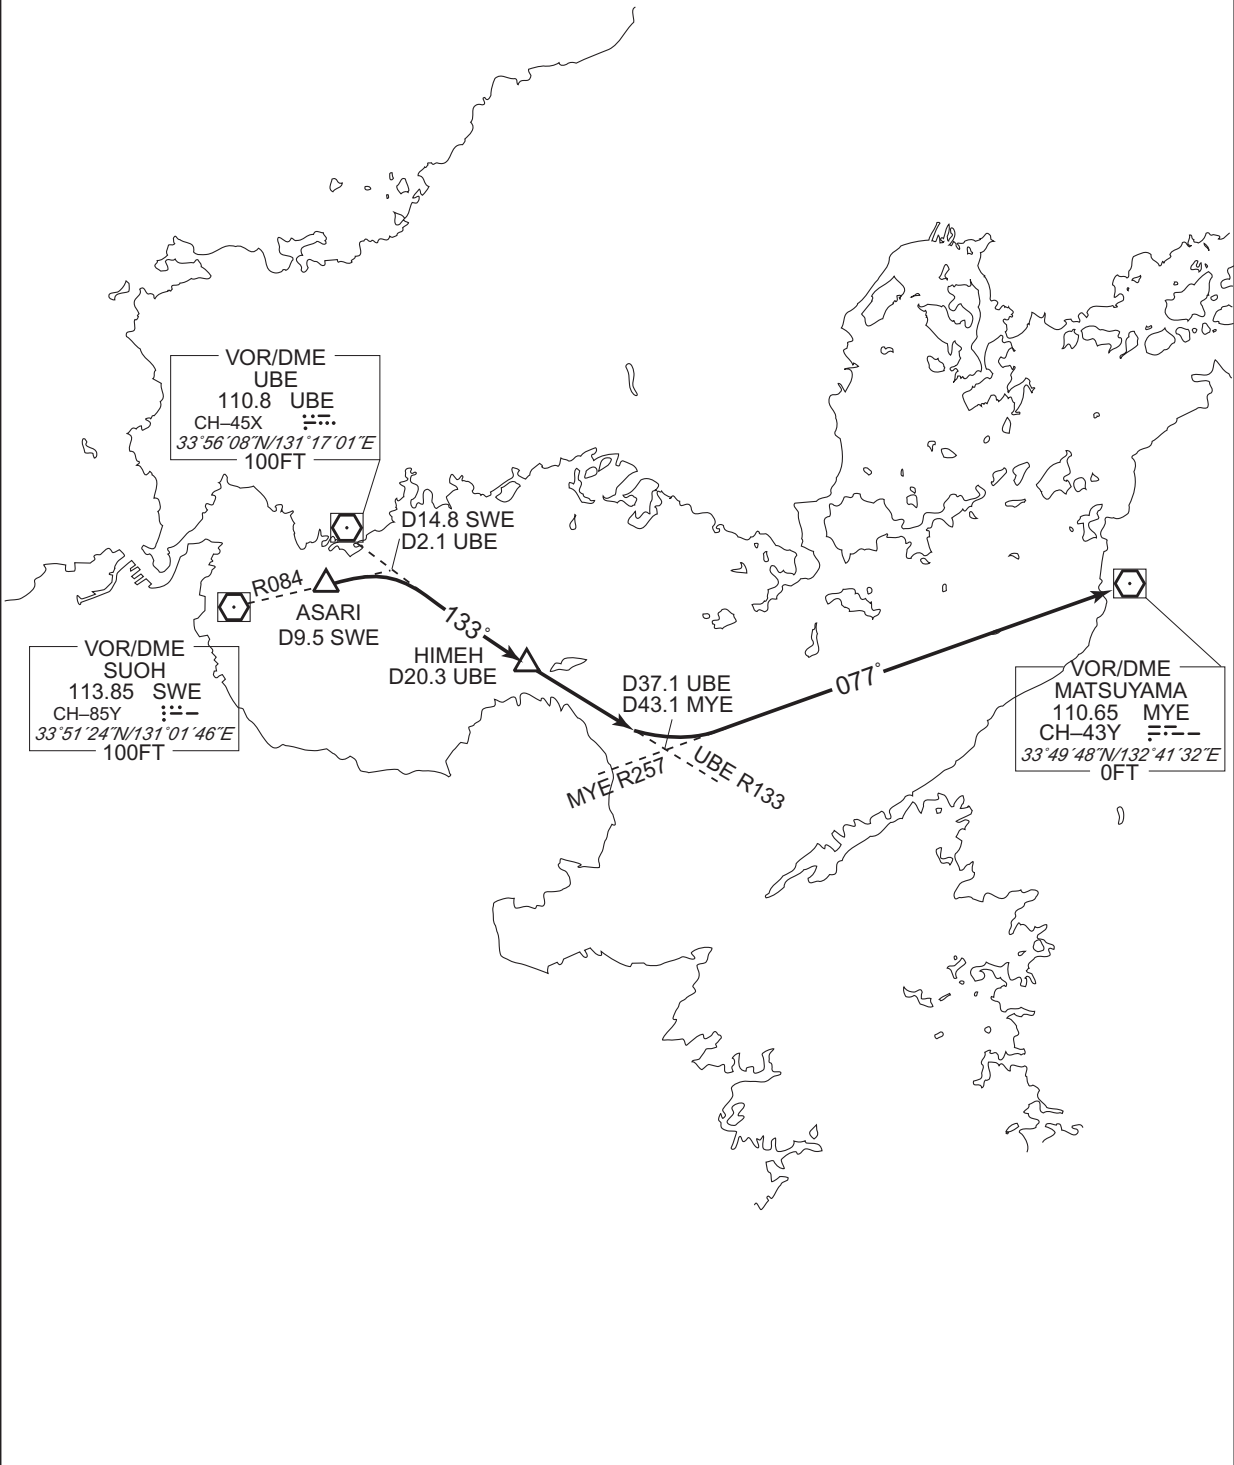 VOR/DME
UBE
110.8 UBE
CH–45X
33°56′08″N/131°17′01″E
100FT
D14.8 SWE
D2.1 UBE
R084
ASARI
D9.5 SWE
133°
HIMEH
D20.3 UBE
VOR/DME
SUOH
113.85 SWE
CH–85Y
33°51′24″N/131°01′46″E
100FT
D37.1 UBE
D43.1 MYE
077°
MYE R257
UBE R133
VOR/DME
MATSUYAMA
110.65 MYE
CH–43Y
33°49′48″N/132°41′32″E
0FT